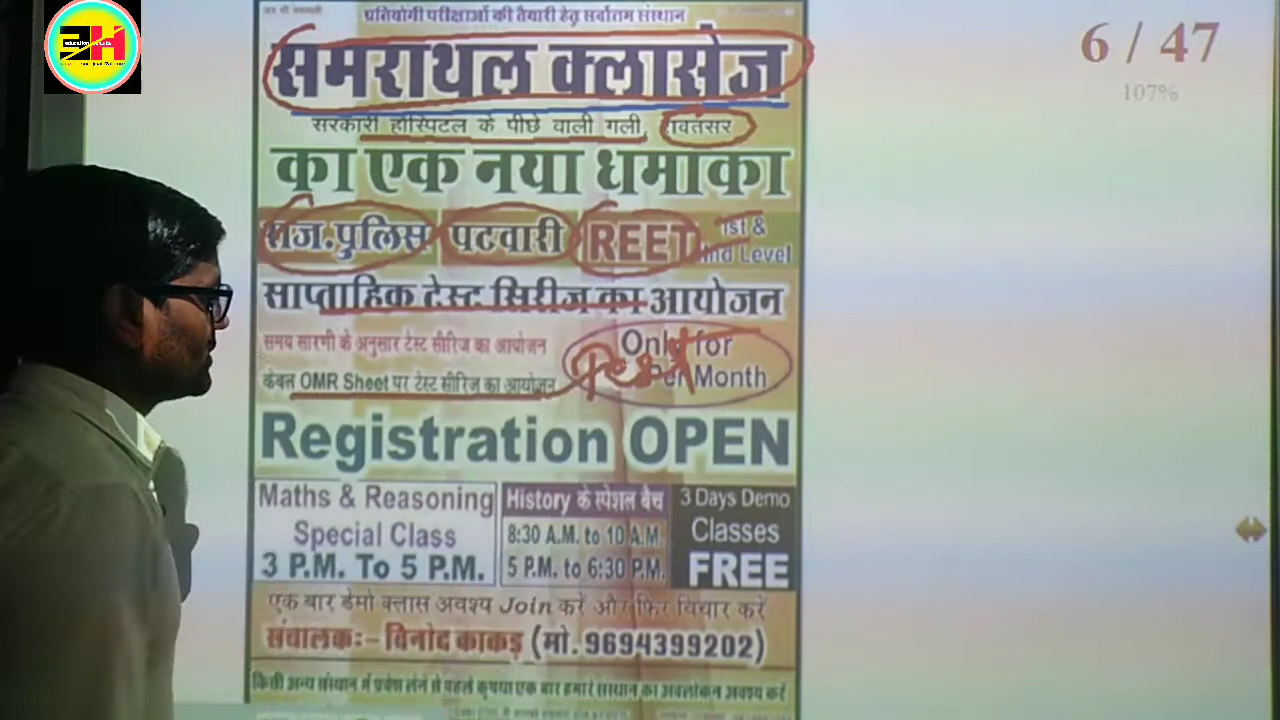 6 / 47
107%
प्रतियोगी परीक्षाओं की तैयारी हेतु सर्वोतम संस्थान
समराथल क्लासेज
सरकारी हॉस्पिटल के पीछे वाली गली, रावतसर
का एक नया धमाका
राज.पुलिस पटवारी REET Ist & IInd Level
साप्ताहिक टेस्ट सिरीज का आयोजन
समय सारणी के अनुसार टेस्ट सीरिज का आयोजन
केवल OMR Sheet पर टेस्ट सीरिज का आयोजन
Only for
Per Month
Test
Registration OPEN
Maths & Reasoning
Special Class
3 P.M. To 5 P.M.
History के स्पेशल बैच
8:30 A.M. to 10 A.M.
5 P.M. to 6:30 P.M.
3 Days Demo
Classes
FREE
एक बार डेमो क्लास अवश्य Join करें और फिर विचार करें
संचालकः- विनोद काकड़ (मो. 9694399202)
किसी अन्य संस्थान में प्रवेश लेने से पहले कृपया एक बार हमारे संस्थान का अवलोकन अवश्य करें